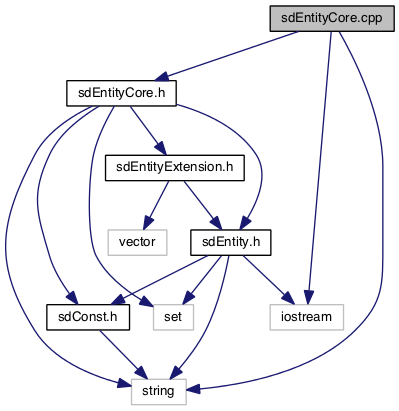 sdEntityCore.cpp
sdEntityCore.h
sdEntityExtension.h
vector
sdEntity.h
sdConst.h
set
iostream
string